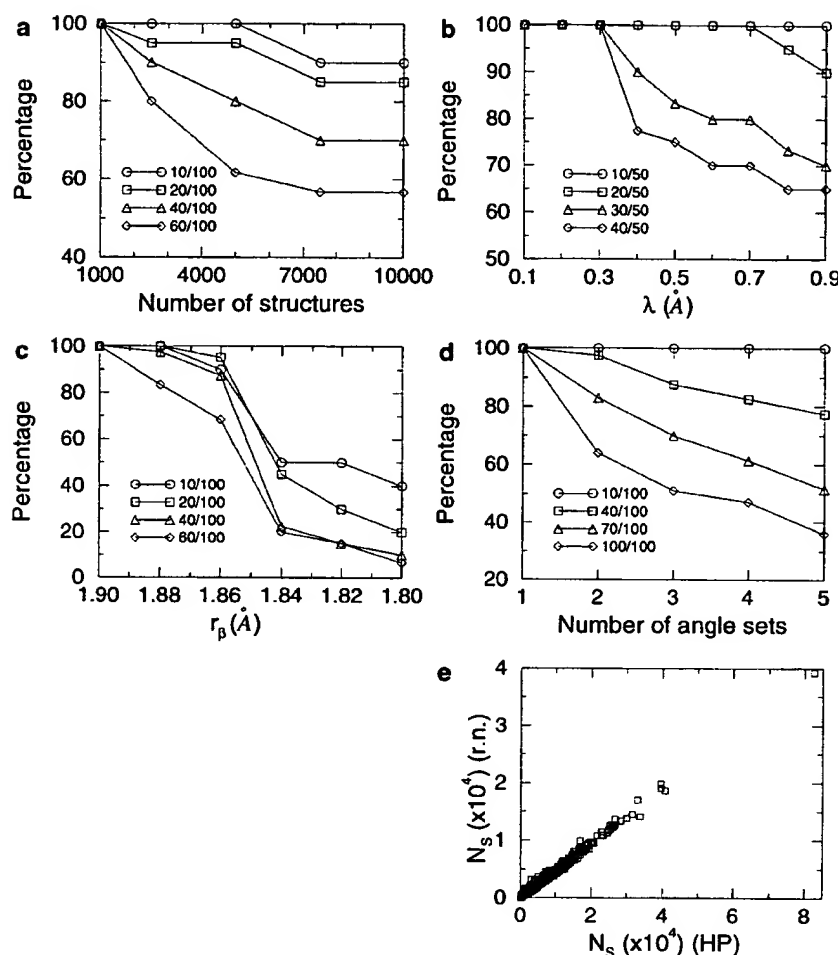 a
Percentage
100
80
60
40
10/100
20/100
40/100
60/100
1000 4000 7000 10000
Number of structures
b
Percentage
100
90
80
70
60
50
10/50
20/50
30/50
40/50
0.1 0.3 0.5 0.7 0.9
λ (Å)
c
Percentage
100
80
60
40
20
0
10/100
20/100
40/100
60/100
1.90 1.88 1.86 1.84 1.82 1.80
rβ (Å)
d
Percentage
100
80
60
40
20
10/100
40/100
70/100
100/100
1 2 3 4 5
Number of angle sets
e
NS (x10⁴) (r.n.)
4
3
2
1
0
0 2 4 6 8
NS (x10⁴) (HP)